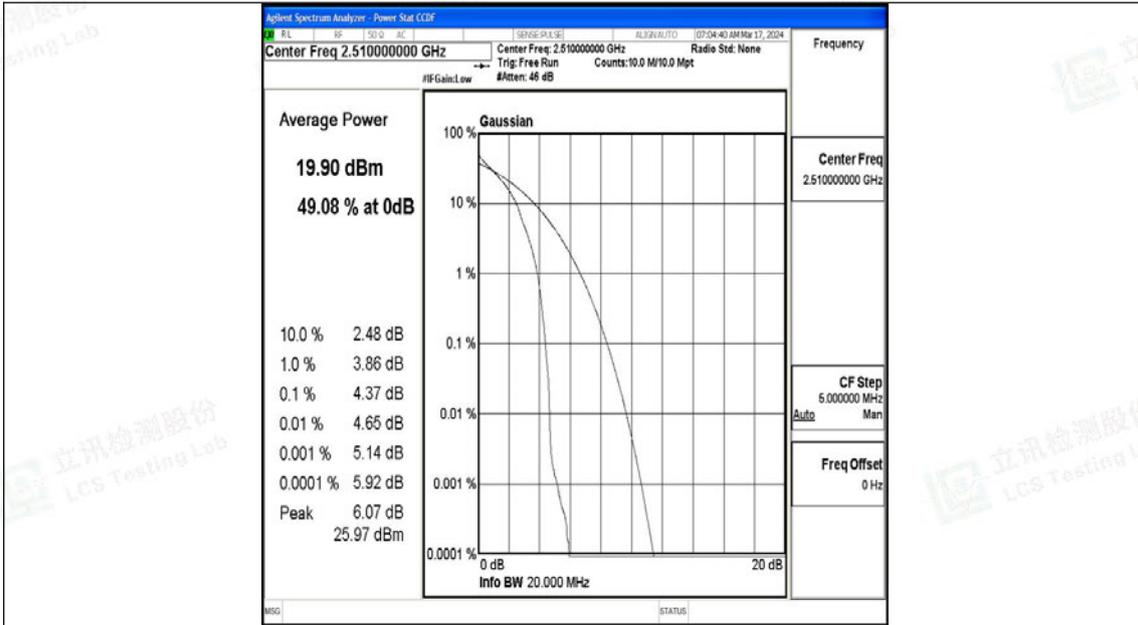 Agilent Spectrum Analyzer - Power Stat CCDF
RL RF 50 Ω AC SENSE:PULSE ALIGNAUTO 07:04:40 AM Mar 17, 2024
Center Freq 2.510000000 GHz
Center Freq: 2.510000000 GHz Radio Std: None
Trig: Free Run Counts:10.0 M/10.0 Mpt
#IFGain:Low #Atten: 46 dB
Frequency
Average Power
19.90 dBm
49.08 % at 0dB
10.0 % 2.48 dB
1.0 % 3.86 dB
0.1 % 4.37 dB
0.01 % 4.65 dB
0.001 % 5.14 dB
0.0001 % 5.92 dB
Peak 6.07 dB
25.97 dBm
Gaussian
100 %
10 %
1 %
0.1 %
0.01 %
0.001 %
0.0001 %
0 dB 20 dB
Info BW 20.000 MHz
Center Freq
2.510000000 GHz
CF Step
5.000000 MHz
Auto Man
Freq Offset
0 Hz
MSG STATUS
立讯检测股份
LCS Testing Lab
立讯检测股份
LCS Testing L